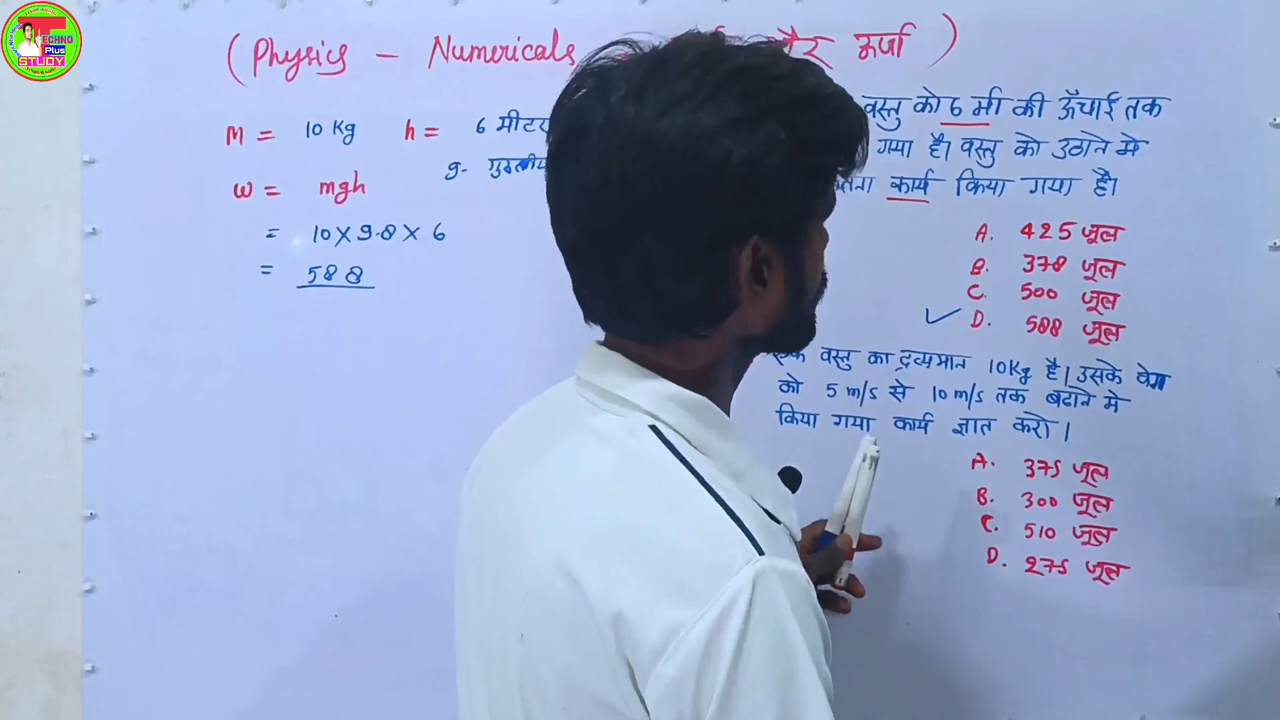 TECHNO
Plus
STUDY
(Physics - Numericals और ऊर्जा)
M = 10 Kg h = 6 मीटर
g-
W = mgh
= 10 X 9.8 X 6
= 588
वस्तु को 6 मी की ऊँचाई तक
गया है। वस्तु को उठाने मे
कार्य किया गया है।
A. 425 जूल
B. 378 जूल
C. 500 जूल
D. 588 जूल
एक वस्तु का द्रव्यमान 10Kg है। उसके वेग
को 5 m/s से 10 m/s तक बढाने मे
किया गया कार्य ज्ञात करो।
A. 375 जूल
B. 300 जूल
C. 510 जूल
D. 275 जूल